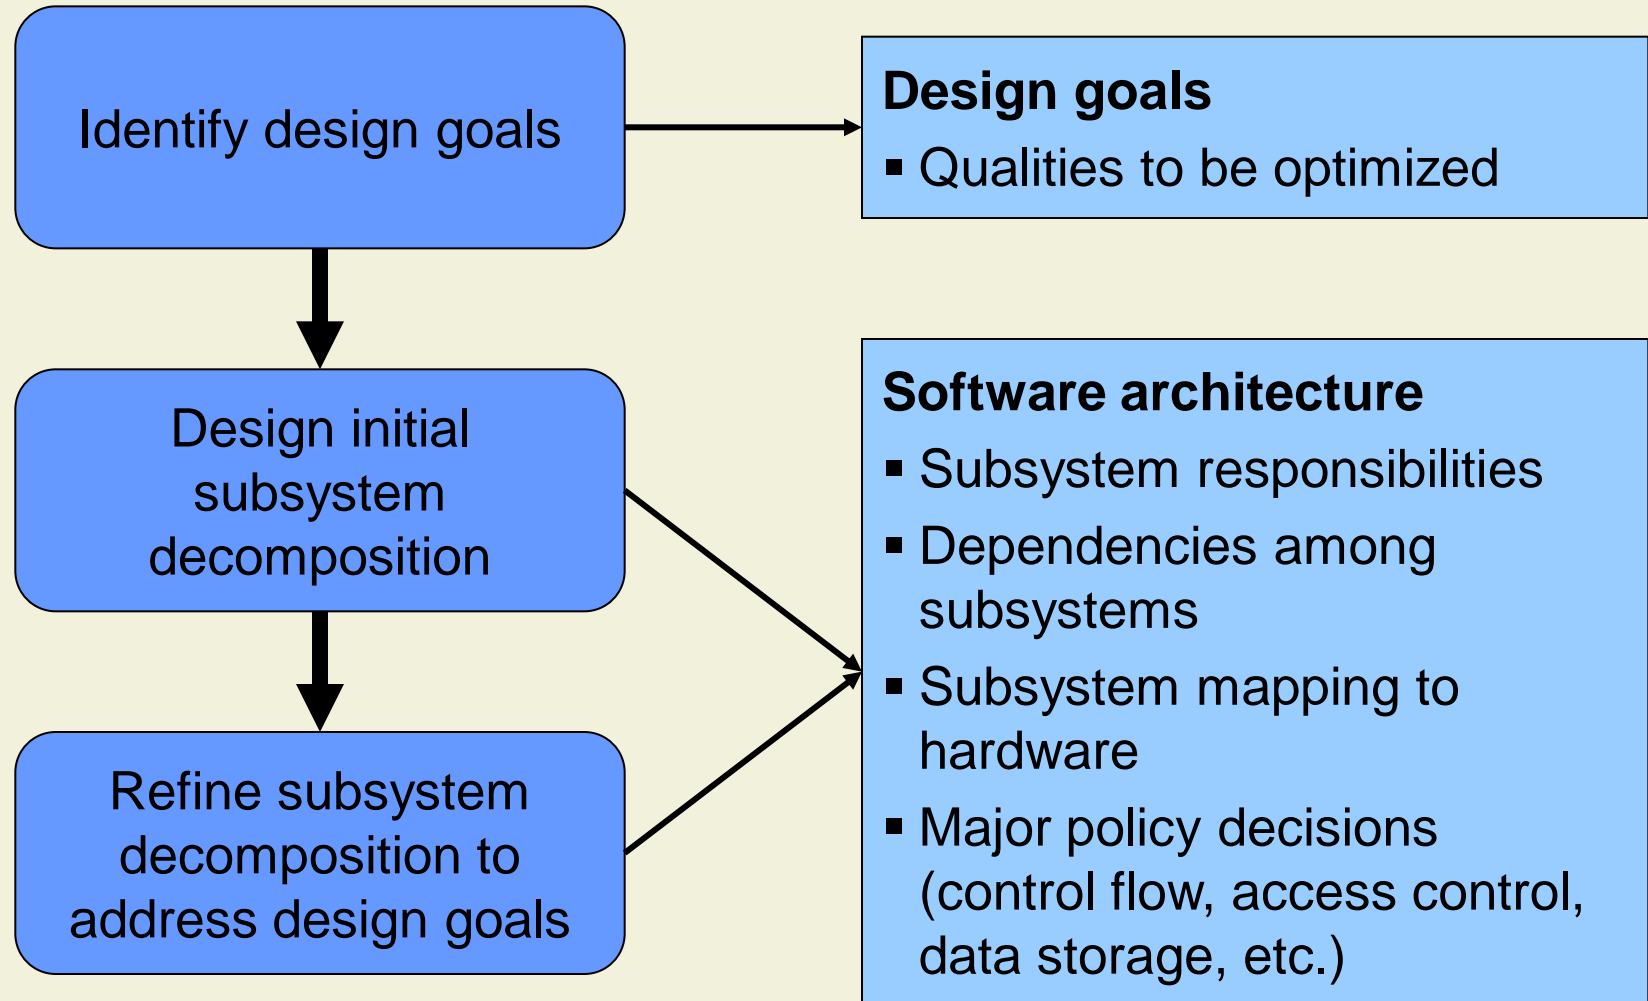 Identify design goals
Design goals
▪ Qualities to be optimized
Design initial
subsystem
decomposition
Refine subsystem
decomposition to
address design goals
Software architecture
▪ Subsystem responsibilities
▪ Dependencies among
subsystems
▪ Subsystem mapping to
hardware
▪ Major policy decisions
(control flow, access control,
data storage, etc.)